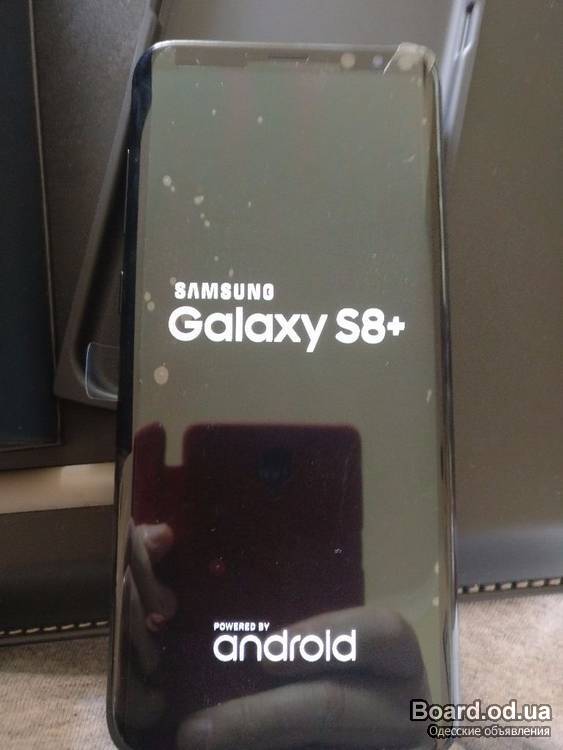 SAMSUNG
Galaxy S8+
POWERED BY
android
Board.od.ua
Одесские объявления